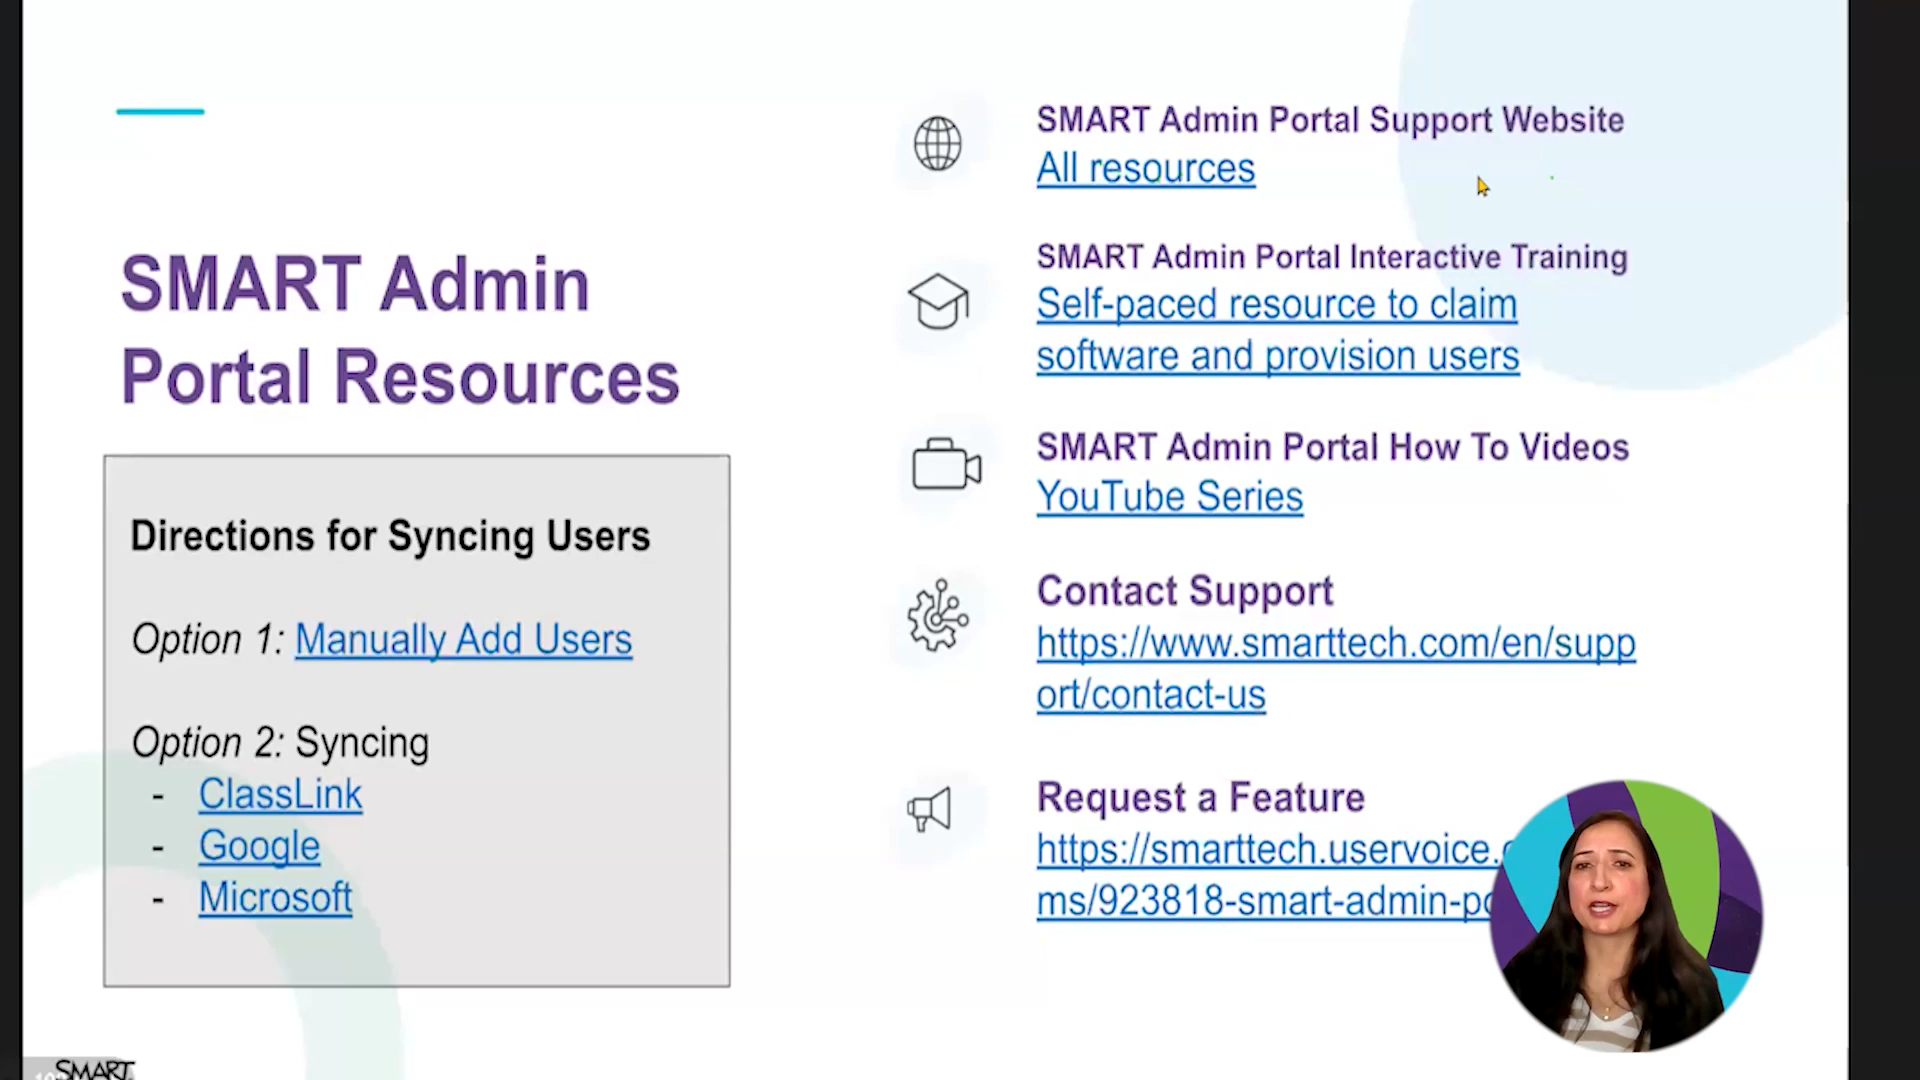 SMART Admin
Portal Resources
Directions for Syncing Users
Option 1: Manually Add Users
Option 2: Syncing
- ClassLink
- Google
- Microsoft
SMART Admin Portal Support Website
All resources
SMART Admin Portal Interactive Training
Self-paced resource to claim
software and provision users
SMART Admin Portal How To Videos
YouTube Series
Contact Support
https://www.smarttech.com/en/supp
ort/contact-us
Request a Feature
https://smarttech.uservoice.
ms/923818-smart-admin-po
SMART